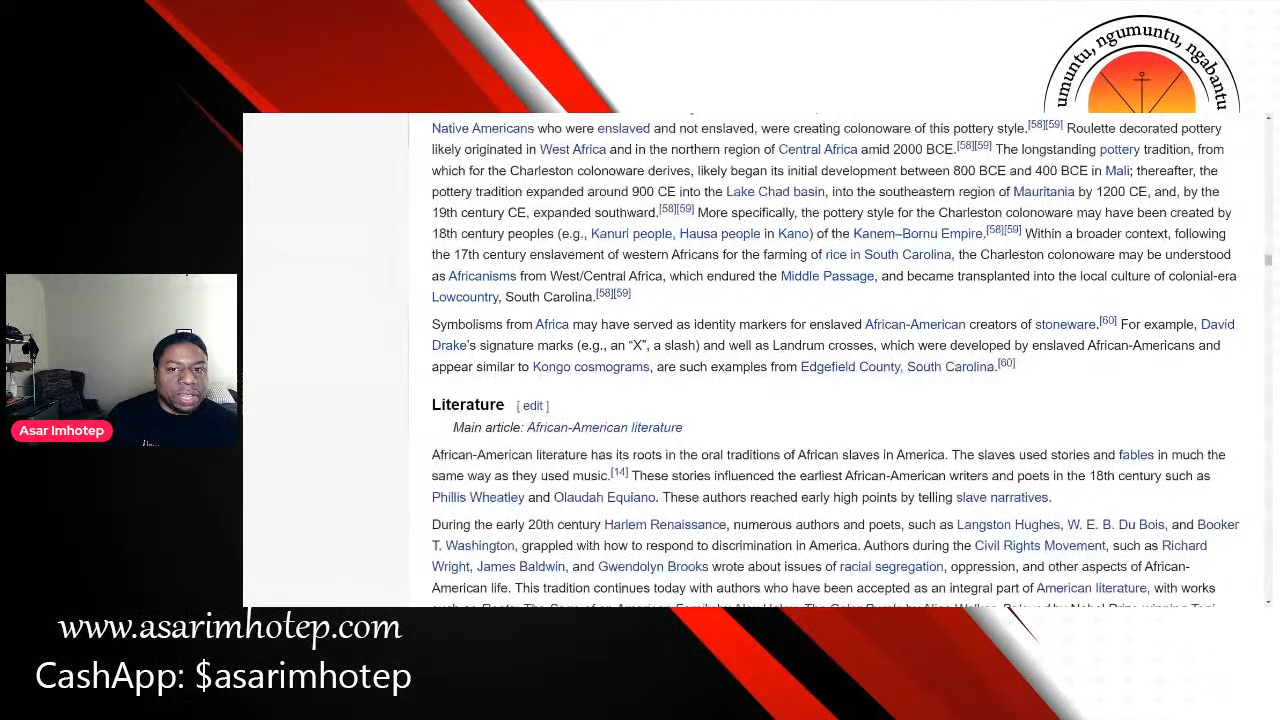 umuntu, ngumuntu, ngabantu
Native Americans who were enslaved and not enslaved, were creating colonoware of this pottery style.[58][59] Roulette decorated pottery
likely originated in West Africa and in the northern region of Central Africa amid 2000 BCE.[58][59] The longstanding pottery tradition, from
which for the Charleston colonoware derives, likely began its initial development between 800 BCE and 400 BCE in Mali; thereafter, the
pottery tradition expanded around 900 CE into the Lake Chad basin, into the southeastern region of Mauritania by 1200 CE, and, by the
19th century CE, expanded southward.[58][59] More specifically, the pottery style for the Charleston colonoware may have been created by
18th century peoples (e.g., Kanuri people, Hausa people in Kano) of the Kanem–Bornu Empire.[58][59] Within a broader context, following
the 17th century enslavement of western Africans for the farming of rice in South Carolina, the Charleston colonoware may be understood
as Africanisms from West/Central Africa, which endured the Middle Passage, and became transplanted into the local culture of colonial-era
Lowcountry, South Carolina.[58][59]
Symbolisms from Africa may have served as identity markers for enslaved African-American creators of stoneware.[60] For example, David
Drake's signature marks (e.g., an “X”, a slash) and well as Landrum crosses, which were developed by enslaved African-Americans and
appear similar to Kongo cosmograms, are such examples from Edgefield County, South Carolina.[60]
Literature [ edit ]
Main article: African-American literature
African-American literature has its roots in the oral traditions of African slaves in America. The slaves used stories and fables in much the
same way as they used music.[14] These stories influenced the earliest African-American writers and poets in the 18th century such as
Phillis Wheatley and Olaudah Equiano. These authors reached early high points by telling slave narratives.
During the early 20th century Harlem Renaissance, numerous authors and poets, such as Langston Hughes, W. E. B. Du Bois, and Booker
T. Washington, grappled with how to respond to discrimination in America. Authors during the Civil Rights Movement, such as Richard
Wright, James Baldwin, and Gwendolyn Brooks wrote about issues of racial segregation, oppression, and other aspects of African-
American life. This tradition continues today with authors who have been accepted as an integral part of American literature, with works
Asar Imhotep
www.asarimhotep.com
CashApp: $asarimhotep